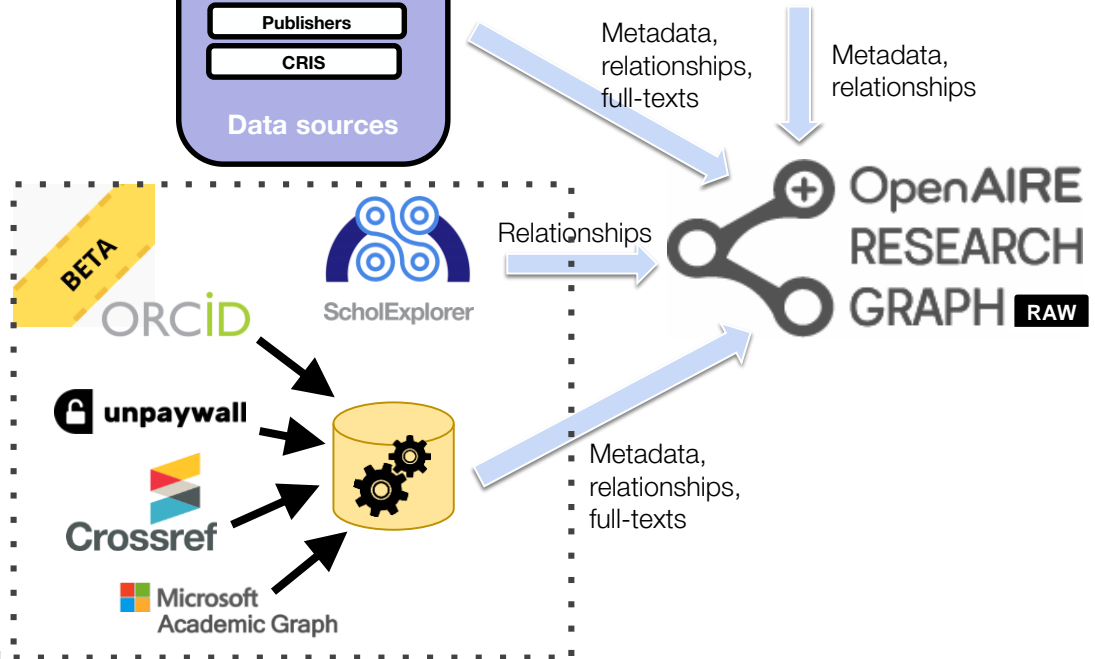 Publishers
CRIS
Data sources
Metadata,
relationships,
full-texts
Metadata,
relationships
BETA
ORCiD
ScholExplorer
Relationships
OpenAIRE
RESEARCH
GRAPH RAW
unpaywall
Crossref
Microsoft
Academic Graph
Metadata,
relationships,
full-texts